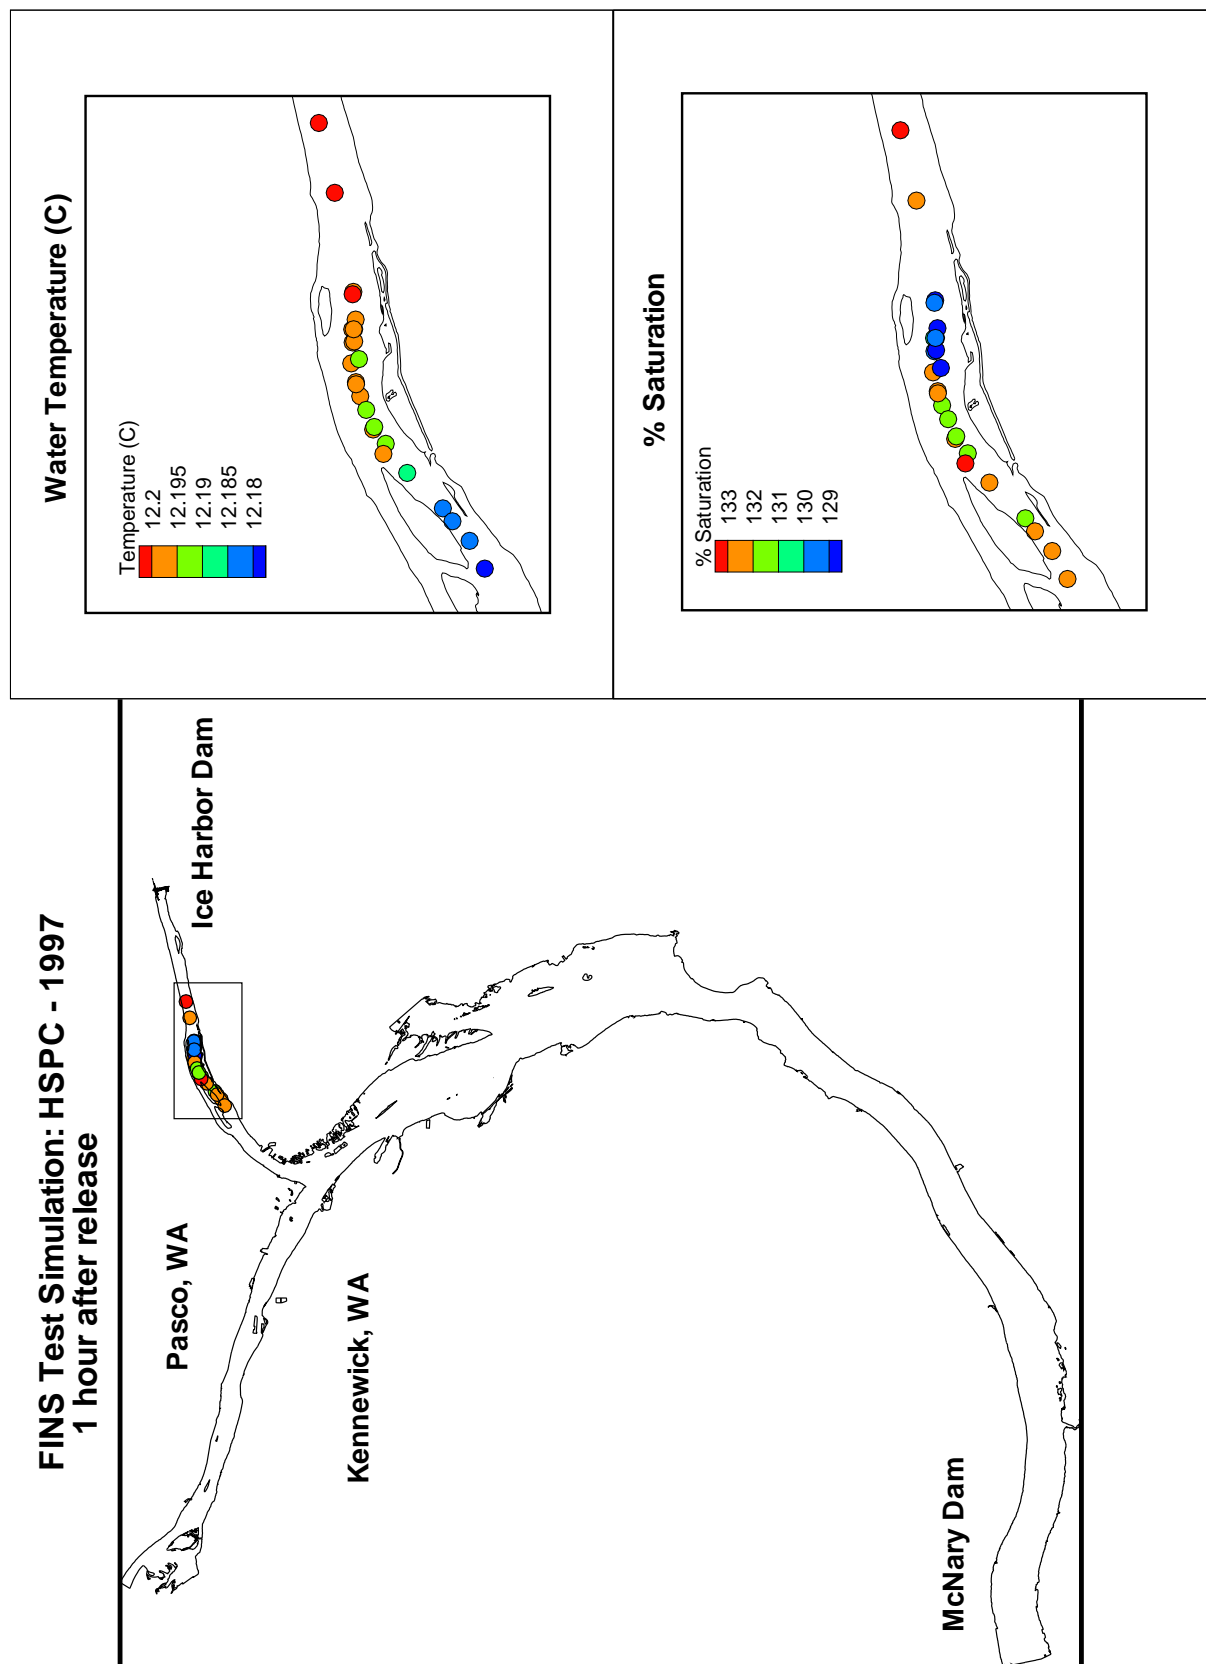 FINS Test Simulation: HSPC - 1997
1 hour after release
Pasco, WA
Ice Harbor Dam
Kennewick, WA
McNary Dam
Water Temperature (C)
Temperature (C)
12.2
12.195
12.19
12.185
12.18
% Saturation
% Saturation
133
132
131
130
129